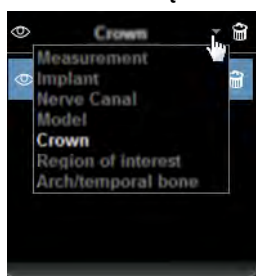 Crown
Measurement
Implant
Nerve Canal
Model
Crown
Region of interest
Arch/temporal bone